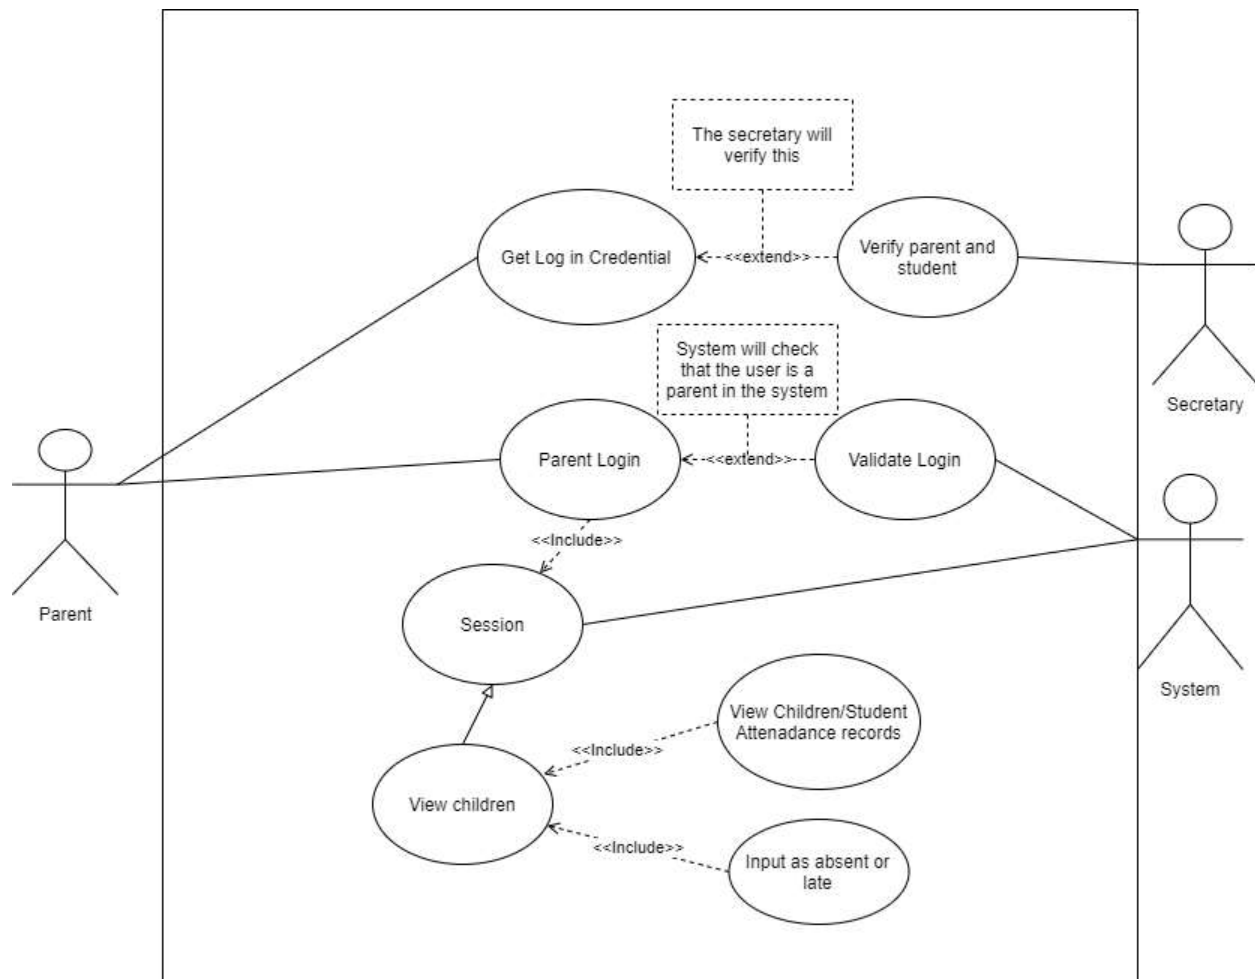 The secretary will
verify this
Get Log in Credential
<<extend>>
Verify parent and
student
Secretary
System will check
that the user is a
parent in the system
Parent Login
<<extend>>
Validate Login
Parent
<<Include>>
Session
System
View Children/Student
Attenadance records
<<Include>>
View children
<<Include>>
Input as absent or
late